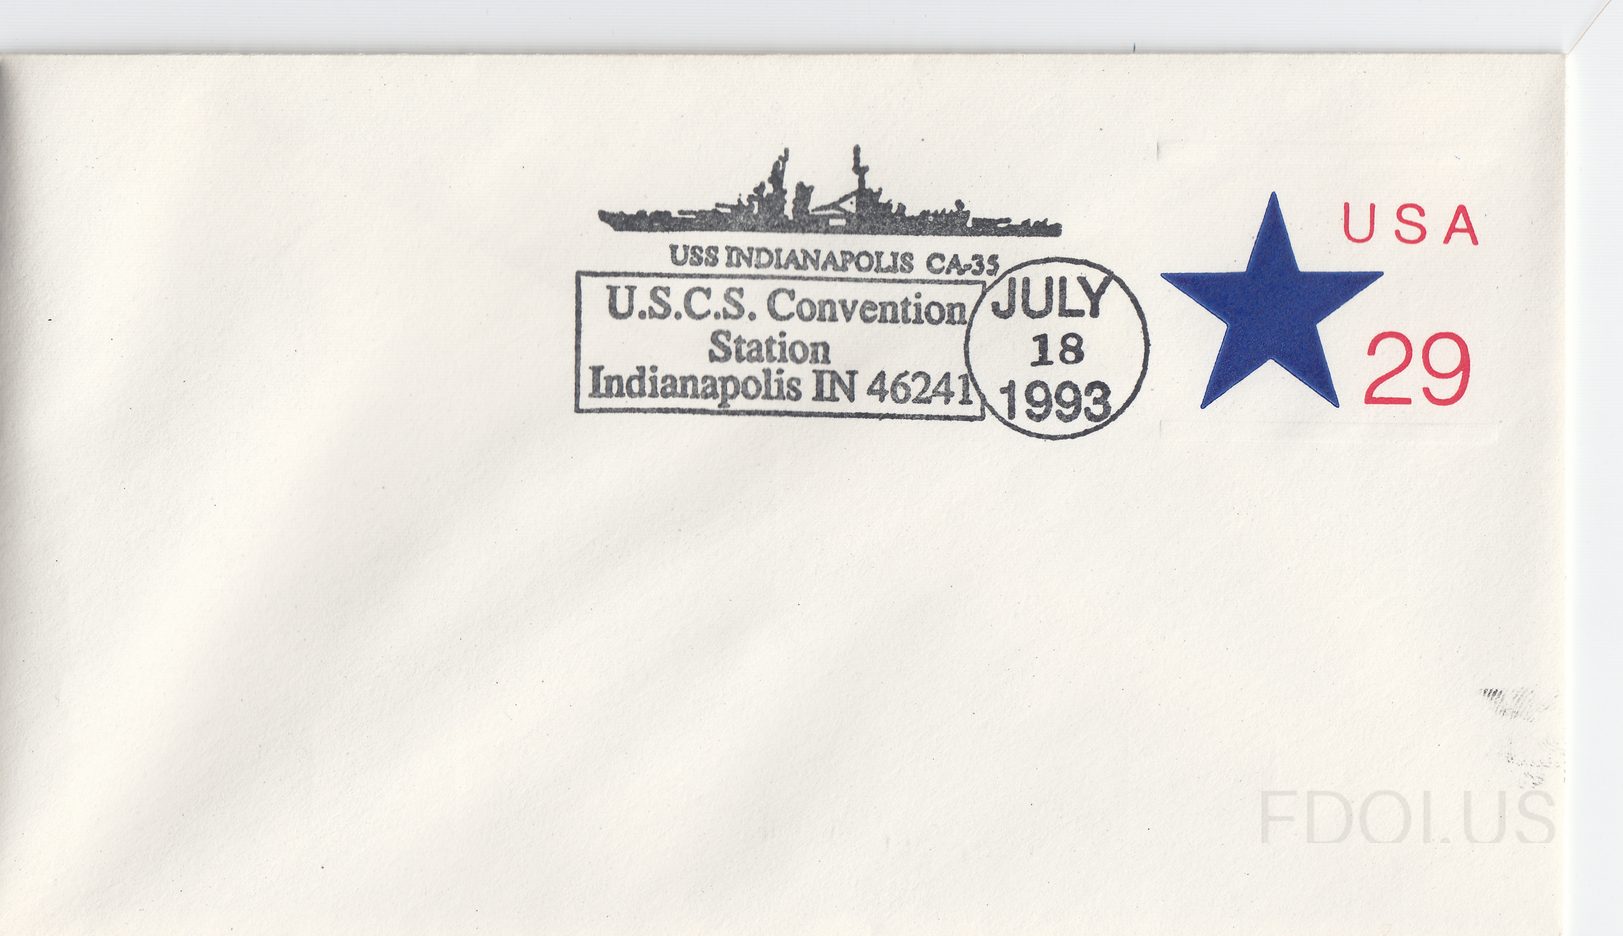 USS INDIANAPOLIS CA-35
U.S.C.S. Convention
Station
Indianapolis IN 46241
JULY
18
1993
USA
29
FDOI.US